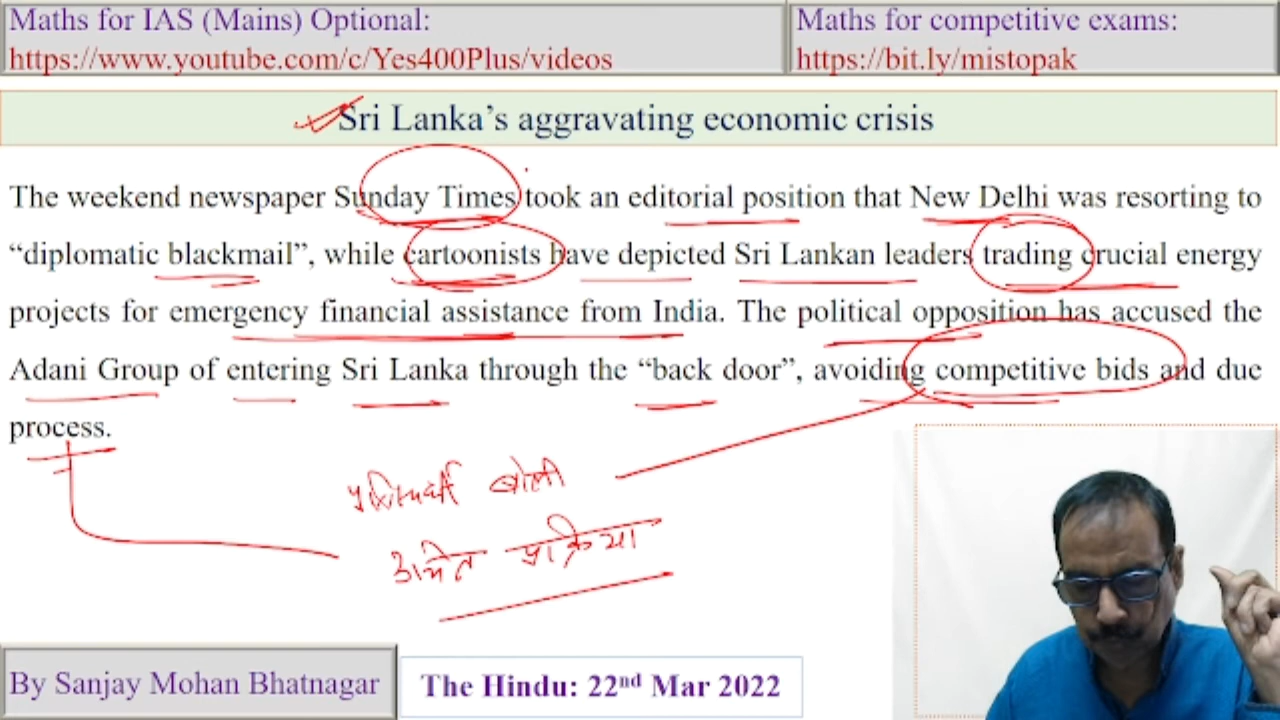 Maths for IAS (Mains) Optional:
https://www.youtube.com/c/Yes400Plus/videos
Maths for competitive exams:
https://bit.ly/mistopak
Sri Lanka’s aggravating economic crisis
The weekend newspaper Sunday Times took an editorial position that New Delhi was resorting to
“diplomatic blackmail”, while cartoonists have depicted Sri Lankan leaders trading crucial energy
projects for emergency financial assistance from India. The political opposition has accused the
Adani Group of entering Sri Lanka through the “back door”, avoiding competitive bids and due
process.
बोली
प्रक्रिया
By Sanjay Mohan Bhatnagar
The Hindu: 22nd Mar 2022